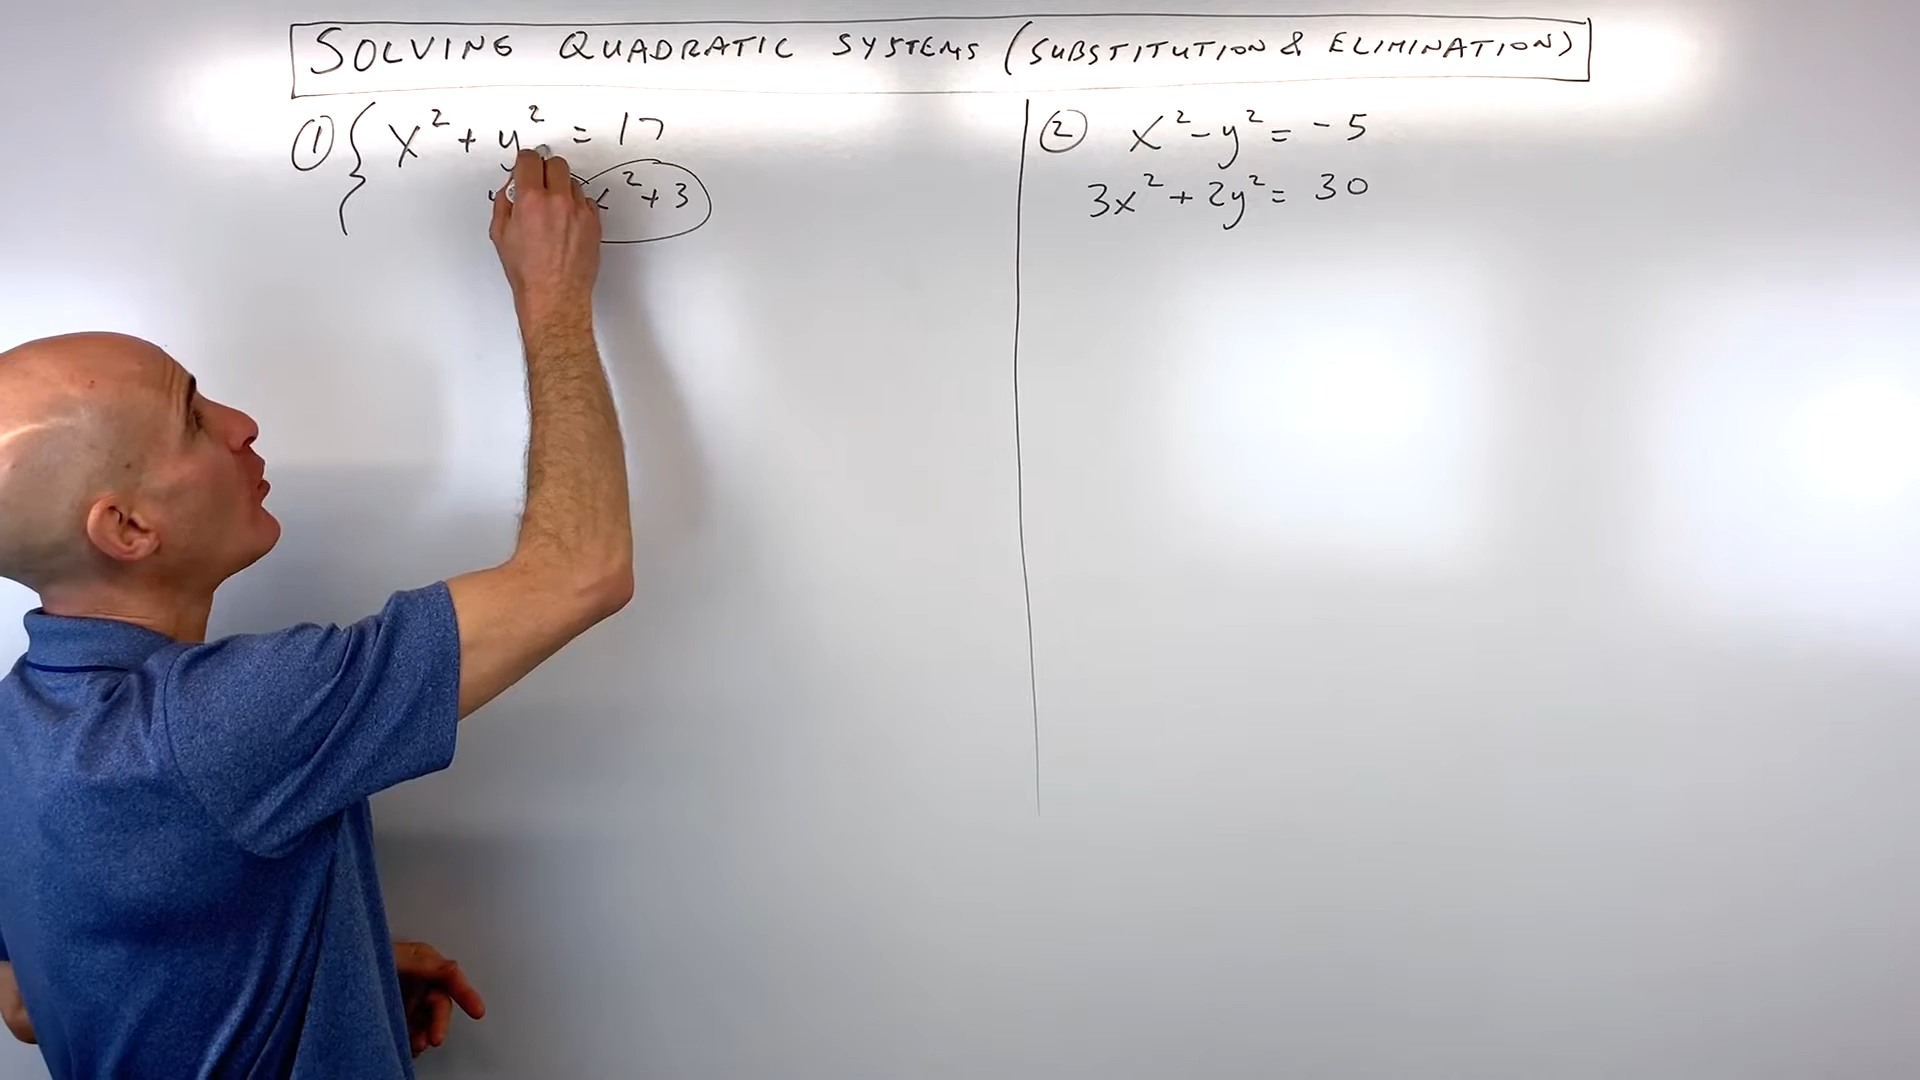 SOLVING QUADRATIC SYSTEMS (SUBSTITUTION & ELIMINATION)
① { x² + y² = 17
x² + 3
② x² - y² = -5
3x² + 2y² = 30